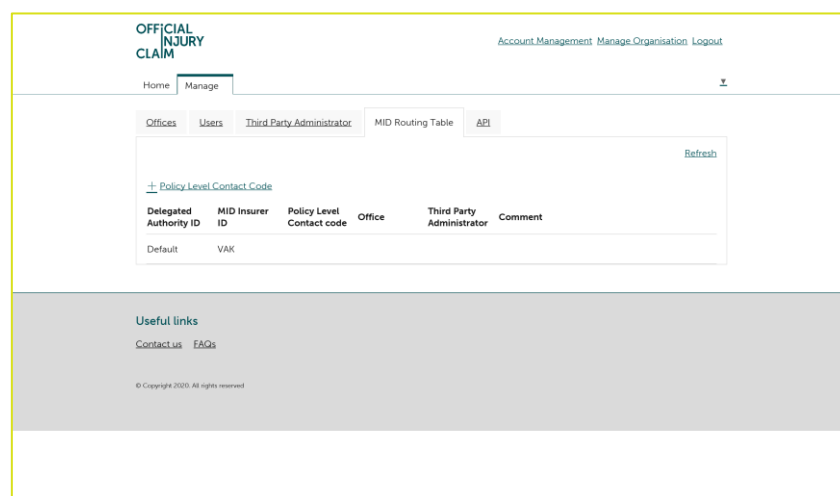 OFFICIAL
INJURY
CLAIM
Account Management Manage Organisation Logout
Home Manage
Offices Users Third Party Administrator MID Routing Table API
Refresh
+ Policy Level Contact Code
Delegated Authority ID MID Insurer ID Policy Level Contact code Office Third Party Administrator Comment
Default VAK
Useful links
Contact us FAQs
© Copyright 2020. All rights reserved